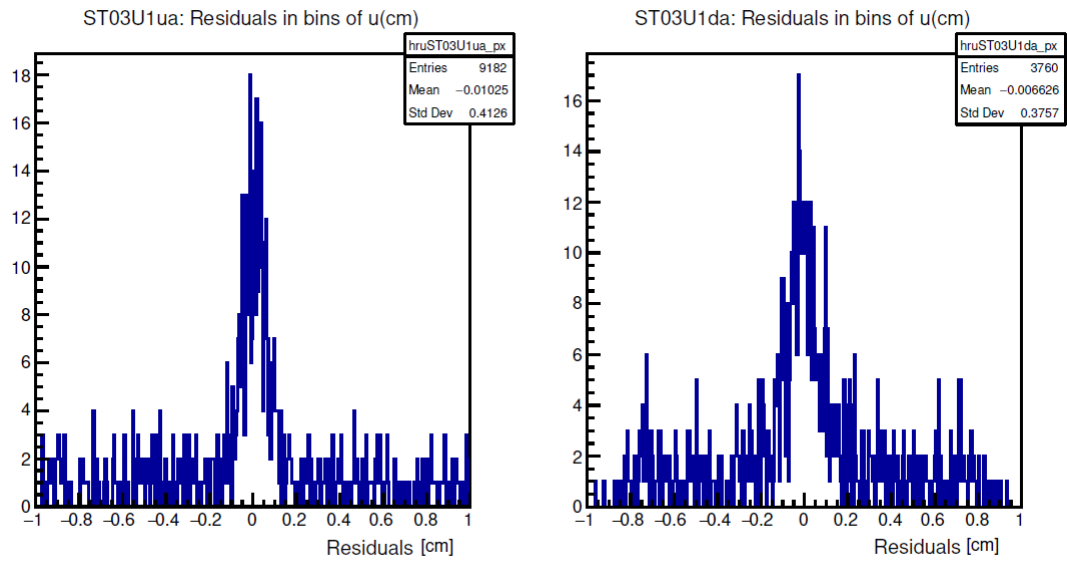 ST03U1ua: Residuals in bins of u(cm)
hruST03U1ua_px
Entries 9182
Mean −0.01025
Std Dev 0.4126
18
16
14
12
10
8
6
4
2
0
−1 −0.8 −0.6 −0.4 −0.2 0 0.2 0.4 0.6 0.8 1
Residuals [cm]
ST03U1da: Residuals in bins of u(cm)
hruST03U1da_px
Entries 3760
Mean −0.006626
Std Dev 0.3757
16
14
12
10
8
6
4
2
0
−1 −0.8 −0.6 −0.4 −0.2 0 0.2 0.4 0.6 0.8 1
Residuals [cm]